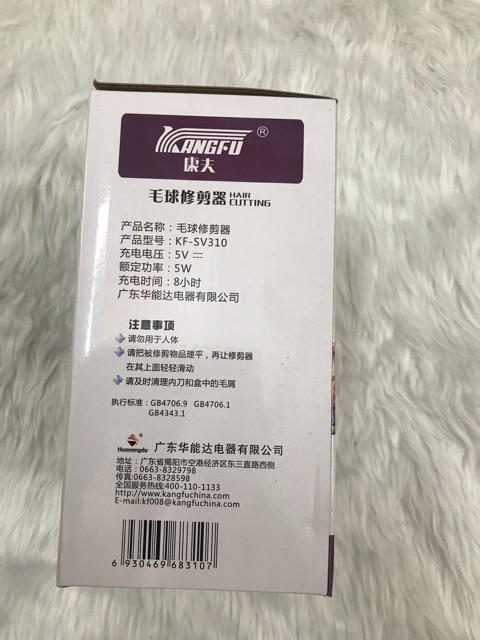 KANGFU®
康夫
毛球修剪器 HAIR CUTTING
产品名称：毛球修剪器
产品型号：KF-SV310
充电电压：5V
额定功率：5W
充电时间：8小时
广东华能达电器有限公司
注意事项
请勿用于人体
请把被修剪物品理平，再让修剪器
在其上面轻轻滑动
请及时清理内刀和盒中的毛屑
执行标准：GB4706.9 GB4706.1
GB4343.1
Huanengda
广东华能达电器有限公司
地址：广东省揭阳市空港经济区东三直路西侧
电话：0663-8329798
传真:0663-8328598
全国服务热线:400-110-1133
http://www.kangfuchina.com
E-mail:kf008@kangfuchina.com
6 930469 683107